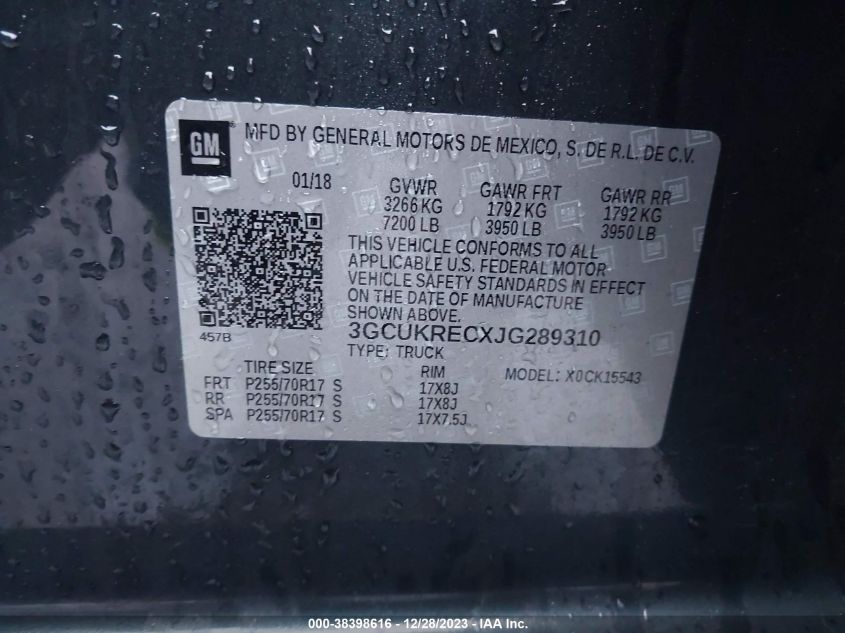 GM
MFD BY GENERAL MOTORS DE MEXICO, S. DE R.L. DE C.V.
01/18 GVWR GAWR FRT GAWR RR
3266 KG 1792 KG 1792 KG
7200 LB 3950 LB 3950 LB
THIS VEHICLE CONFORMS TO ALL
APPLICABLE U.S. FEDERAL MOTOR
VEHICLE SAFETY STANDARDS IN EFFECT
ON THE DATE OF MANUFACTURE
SHOWN ABOVE.
457B 3GCUKRECXJG289310
TYPE: TRUCK
TIRE SIZE RIM MODEL: X0CK15543
FRT P255/70R17 S 17X8J
RR P255/70R17 S 17X8J
SPA P255/70R17 S 17X7.5J
000-38398616 - 12/28/2023 - IAA Inc.